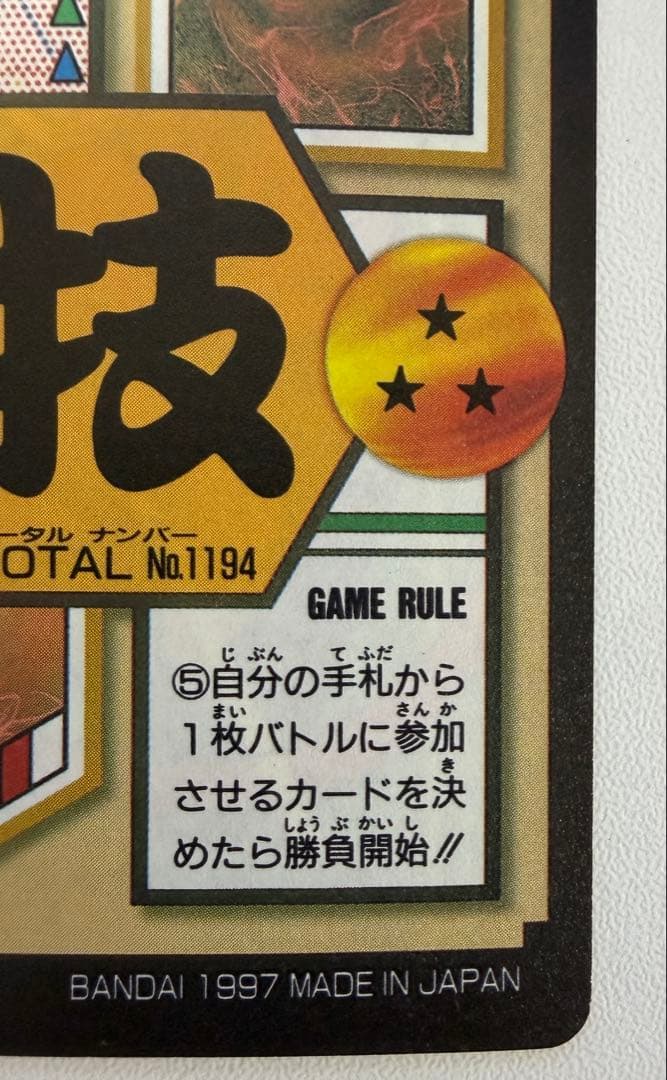 技
ータル ナンバー
OTAL No.1194
GAME RULE
じ ぶん て ふだ
⑤自分の手札から
まい さん か
1枚バトルに参加
き
させるカードを決
しょう ぶ かい し
めたら勝負開始!!
BANDAI 1997 MADE IN JAPAN